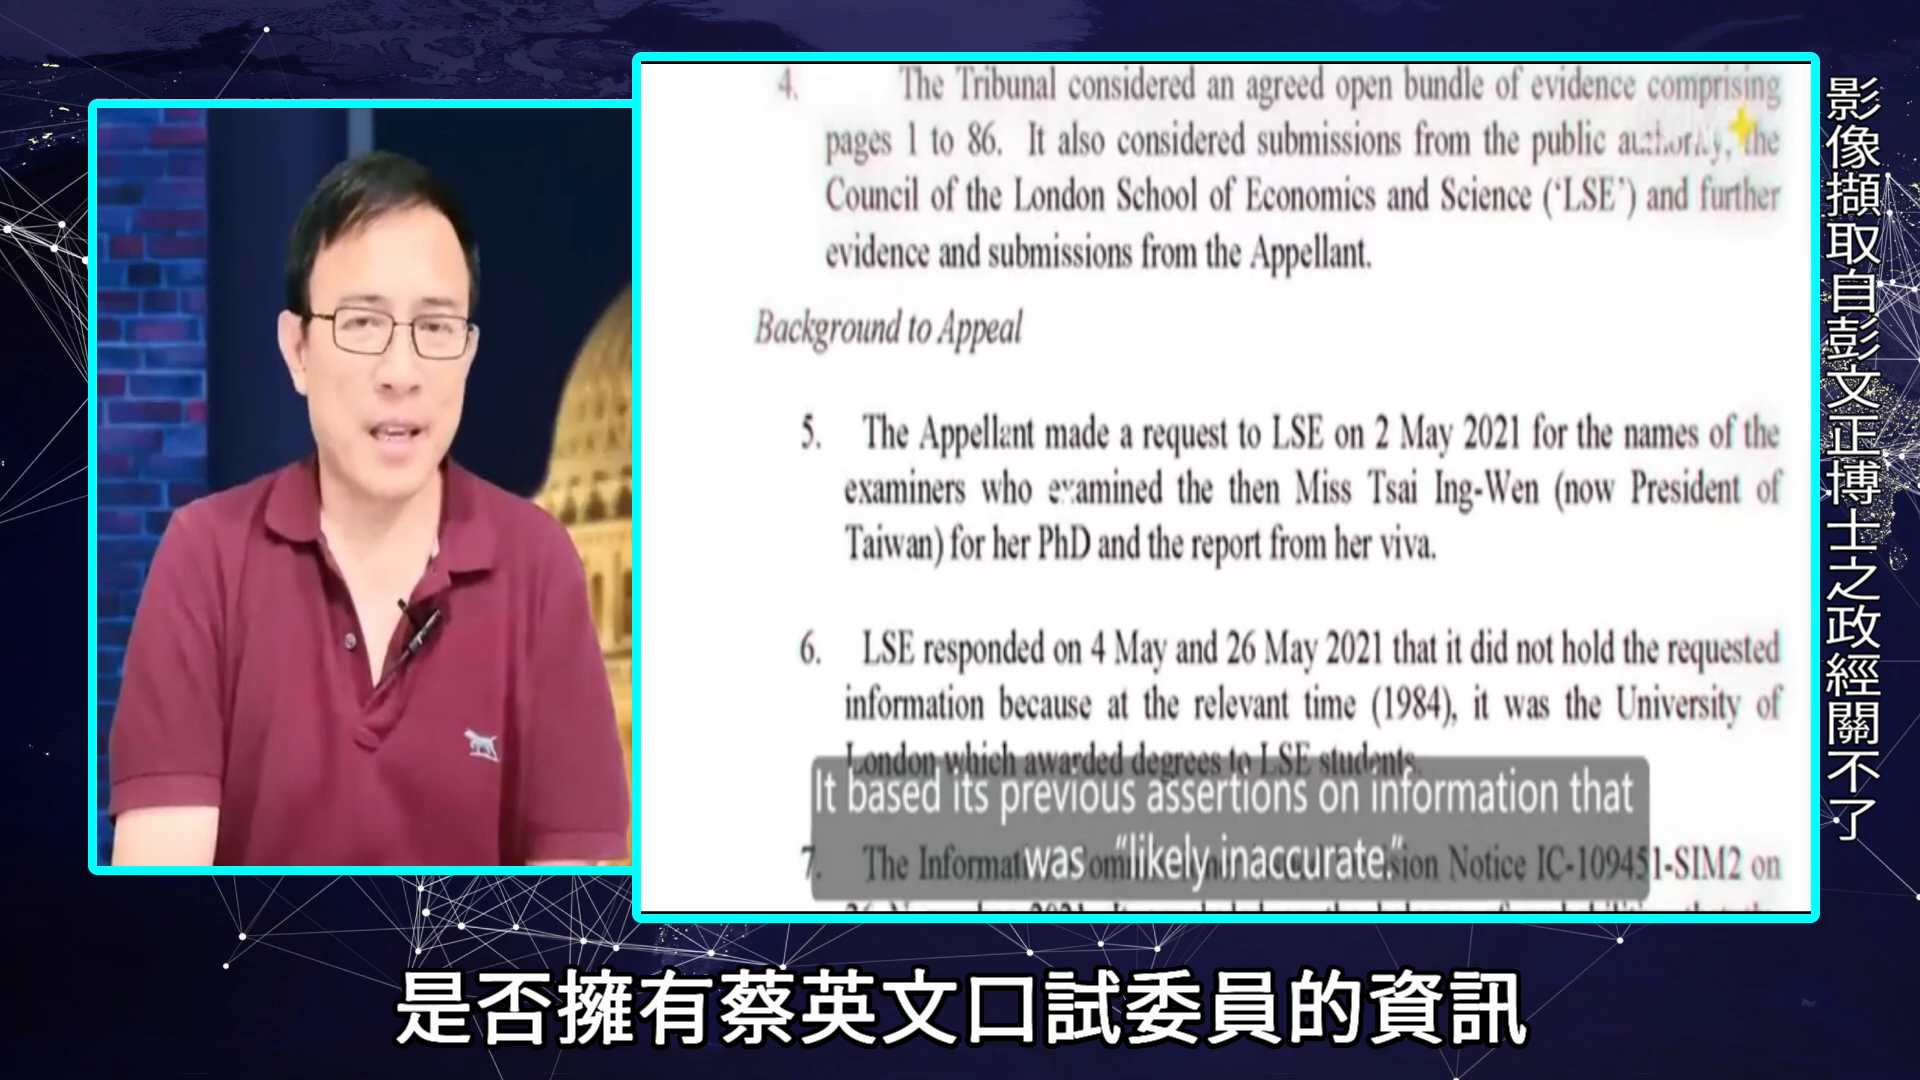 4. The Tribunal considered an agreed open bundle of evidence comprising
pages 1 to 86. It also considered submissions from the public authority, the
Council of the London School of Economics and Science (‘LSE’) and further
evidence and submissions from the Appellant.
Background to Appeal
5. The Appellant made a request to LSE on 2 May 2021 for the names of the
examiners who examined the then Miss Tsai Ing-Wen (now President of
Taiwan) for her PhD and the report from her viva.
6. LSE responded on 4 May and 26 May 2021 that it did not hold the requested
information because at the relevant time (1984), it was the University of
London which awarded degrees to LSE students.
It based its previous assertions on information that
was “likely inaccurate.”
7. The Notice IC-109451-SIM2 on
影像擷取自彭文正博士之政經關不了
是否擁有蔡英文口試委員的資訊